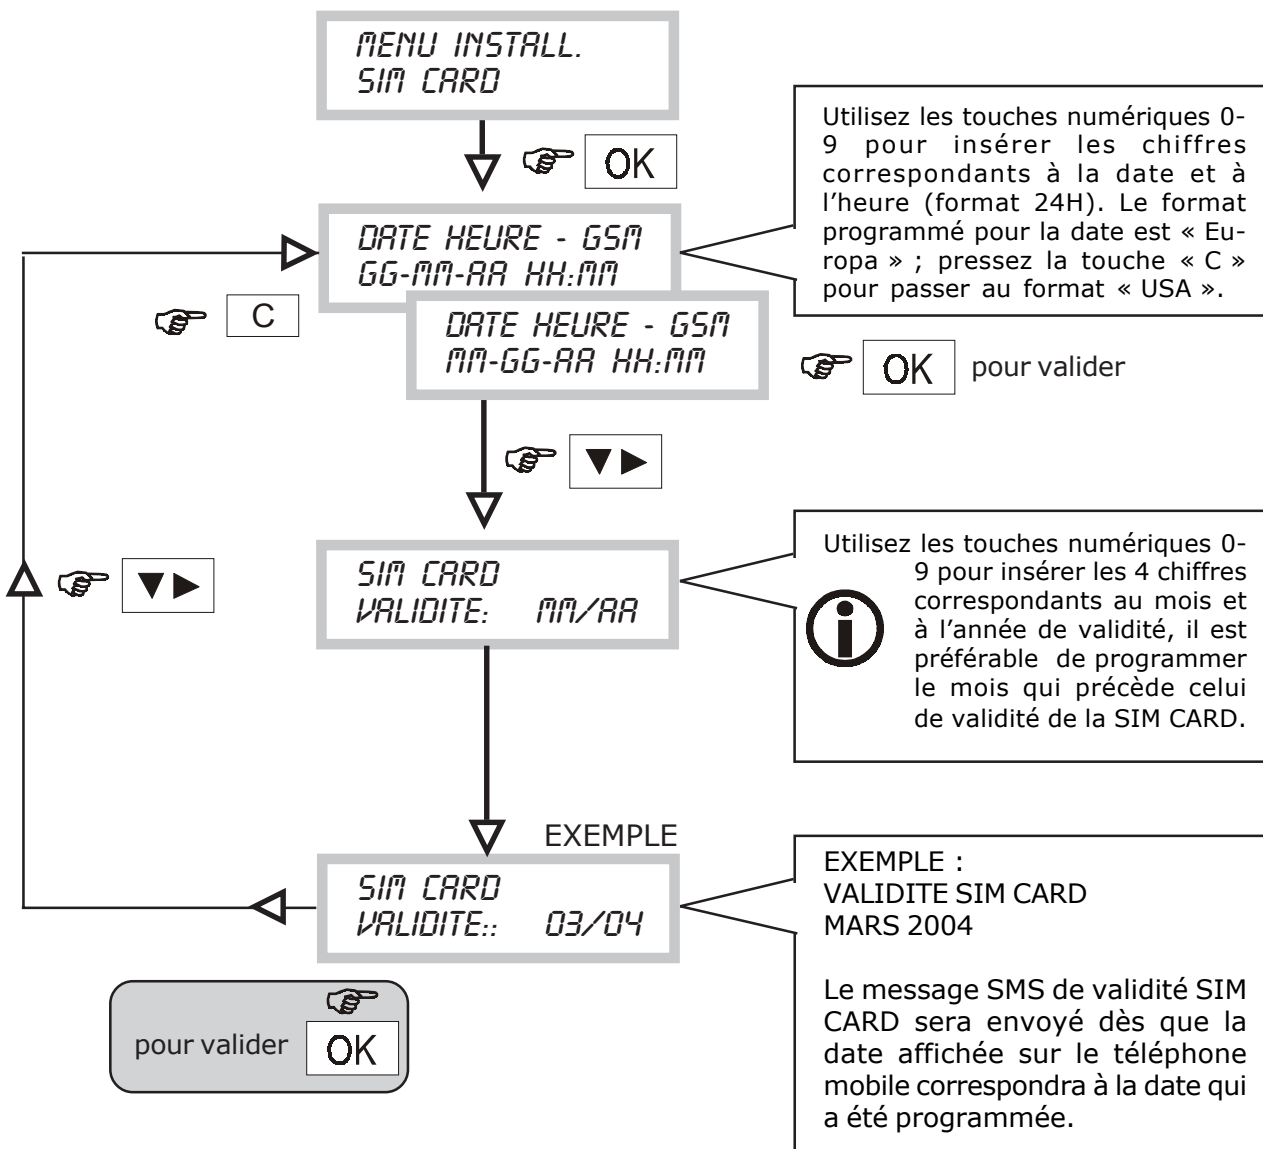 MENU INSTALL.
SIM CARD
OK
Utilisez les touches numériques 0-
9 pour insérer les chiffres
correspondants à la date et à
l'heure (format 24H). Le format
programmé pour la date est « Eu-
ropa » ; pressez la touche « C »
pour passer au format « USA ».
DATE HEURE - GSM
GG-MM-AA HH:MM
C
DATE HEURE - GSM
MM-GG-AA HH:MM
OK pour valider
▼►
Utilisez les touches numériques 0-
9 pour insérer les 4 chiffres
correspondants au mois et
à l'année de validité, il est
préférable de programmer
le mois qui précède celui
de validité de la SIM CARD.
SIM CARD
VALIDITE: MM/AA
▼►
EXEMPLE
SIM CARD
VALIDITE:: 03/04
EXEMPLE :
VALIDITE SIM CARD
MARS 2004
Le message SMS de validité SIM
CARD sera envoyé dès que la
date affichée sur le téléphone
mobile correspondra à la date qui
a été programmée.
pour valider OK